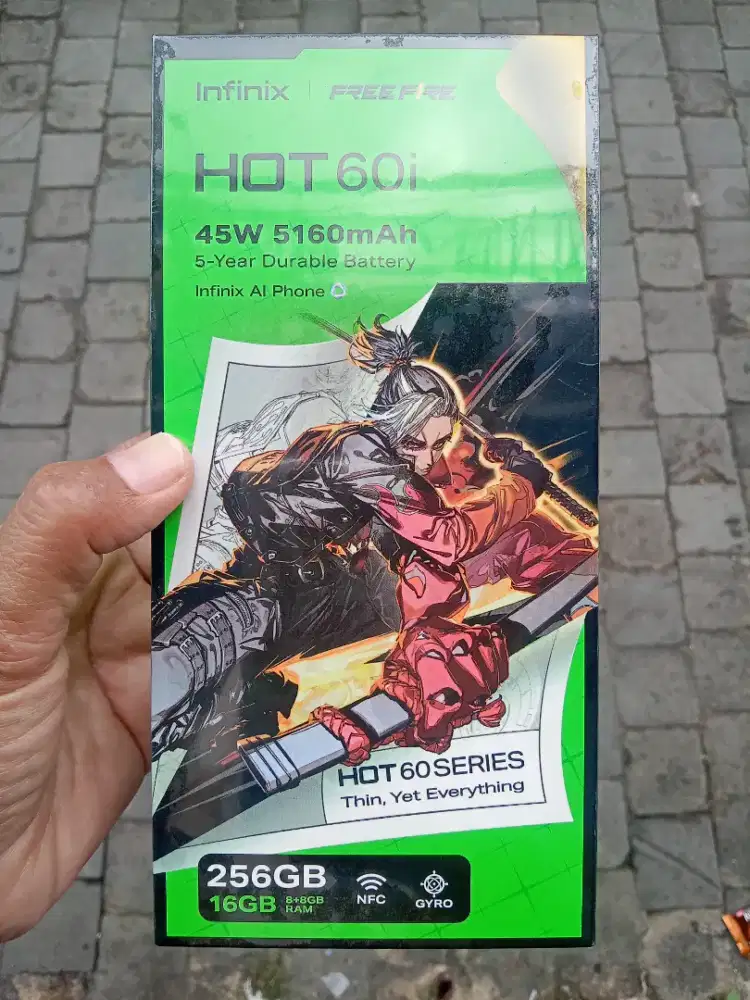 Infinix | FREE FIRE
HOT 60i
45W 5160mAh
5-Year Durable Battery
Infinix AI Phone
HOT 60 SERIES
Thin, Yet Everything
256GB
16GB 8+8GB RAM
NFC
GYRO